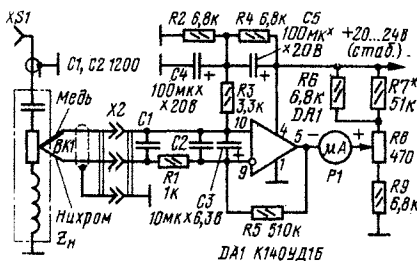 XS1
R2 6,8к
R4 6,8к
C5
100мк×
×20В
+20...24В
(стаб.)
C1, C2 1200
C4
100мк×
×20В
R3
3,3к
R6
6,8к
DA1
R7*
51к
Медь
ВК1
X2
C1
C2
10
4
5
1
9
μA
P1
R8
470
R1
1к
C3
10мк×6,3В
R9
6,8к
Нихром
Zн
R5 510к
DA1 К140УД1Б